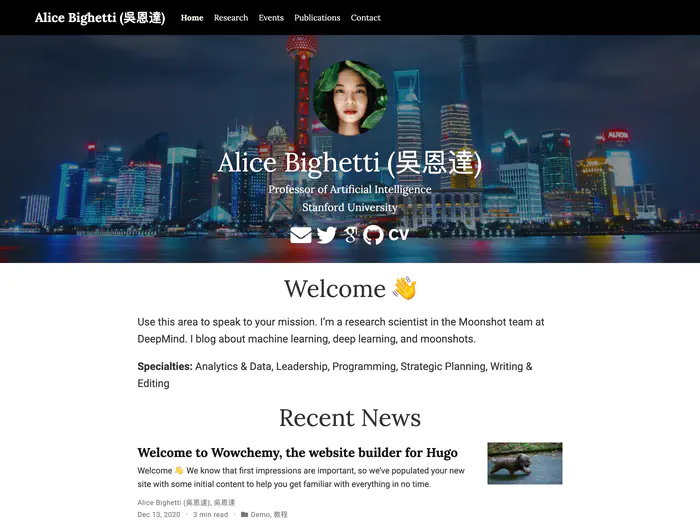 Alice Bighetti (吳恩達) Home Research Events Publications Contact
Alice Bighetti (吳恩達)
Professor of Artificial Intelligence
Stanford University
CV
Welcome 👋
Use this area to speak to your mission. I'm a research scientist in the Moonshot team at
DeepMind. I blog about machine learning, deep learning, and moonshots.
Specialties: Analytics & Data, Leadership, Programming, Strategic Planning, Writing &
Editing
Recent News
Welcome to Wowchemy, the website builder for Hugo
Welcome 👋 We know that first impressions are important, so we've populated your new
site with some initial content to help you get familiar with everything in no time.
Alice Bighetti (吳恩達), 吳恩達
Dec 13, 2020 · 3 min read · Demo, 教程